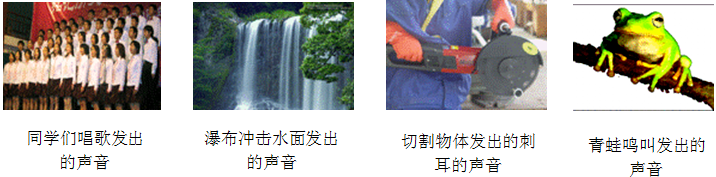 同学们唱歌发出
的声音
瀑布冲击水面发出
的声音
切割物体发出的刺
耳的声音
青蛙鸣叫发出的
声音